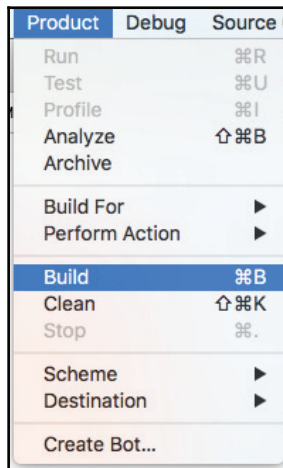 Product Debug Source
Run ⌘R
Test ⌘U
Profile ⌘I
Analyze ⇧⌘B
Archive
Build For ▶
Perform Action ▶
Build ⌘B
Clean ⇧⌘K
Stop ⌘.
Scheme ▶
Destination ▶
Create Bot...